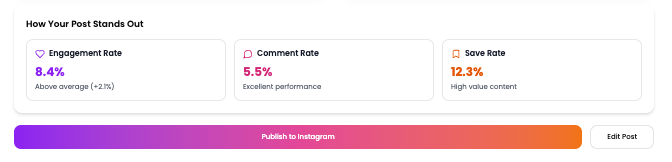 How Your Post Stands Out
Engagement Rate
8.4%
Above average (+2.1%)
Comment Rate
5.5%
Excellent performance
Save Rate
12.3%
High value content
Publish to Instagram
Edit Post